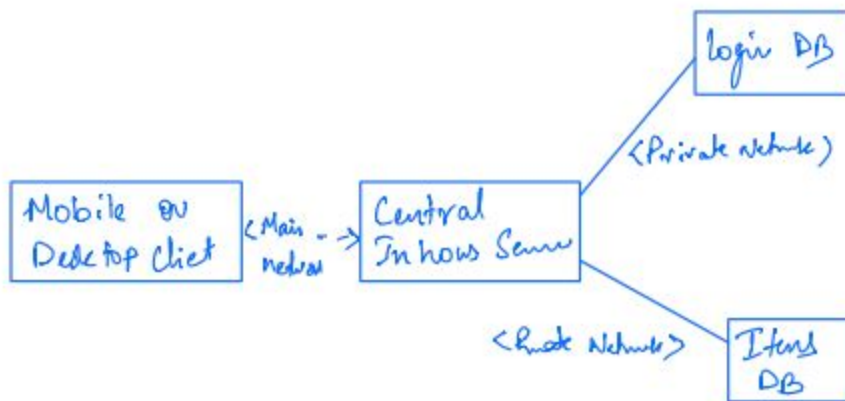 Login DB
<Private Network>
Mobile or
Desktop Client
<Main -->
Network
Central
Inhouse Server
<Private Network>
Items
DB